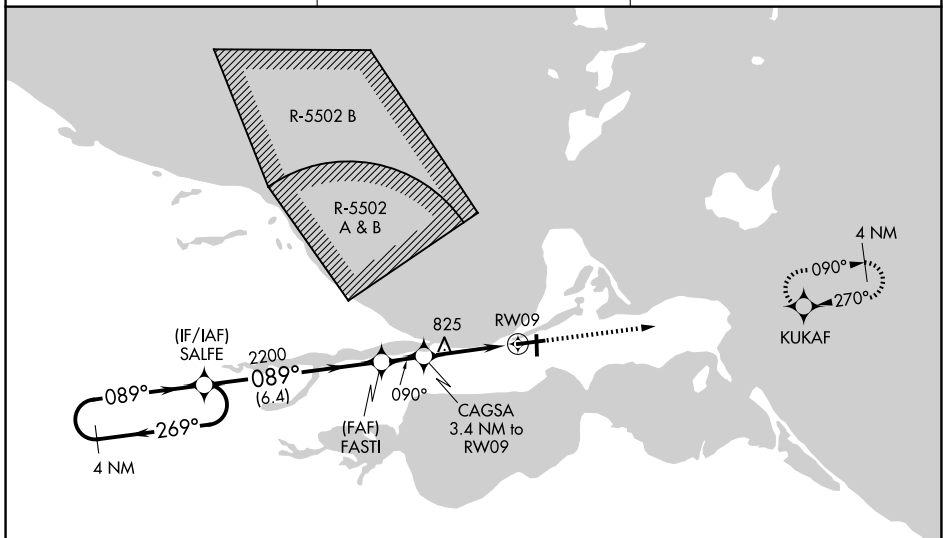 R-5502 B
R-5502
A & B
4 NM
090°
270°
KUKAF
825
RW09
(IF/IAF)
SALFE
2200
089°
(6.4)
089°
269°
4 NM
090°
(FAF)
FASTI
CAGSA
3.4 NM to
RW09